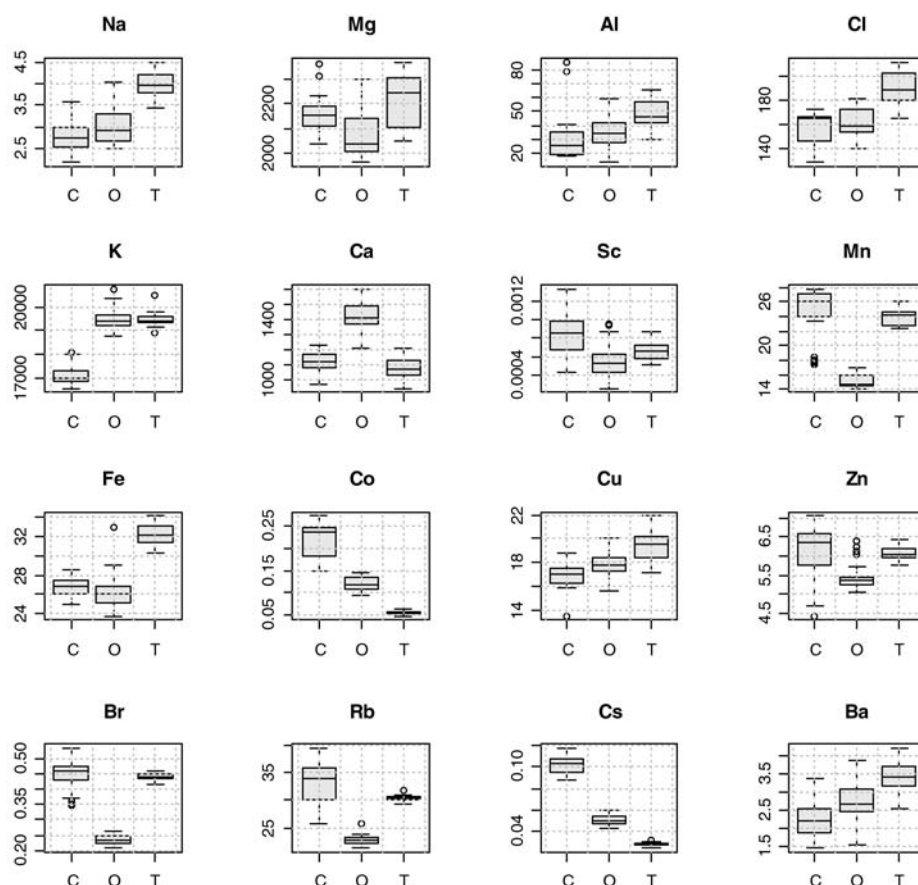 Na Mg Al Cl
4.5 3.5 2.5 2200 2000 80 50 20 180 140
C O T C O T C O T C O T
K Ca Sc Mn
20000 17000 1400 1000 0.0012 0.0004 26 20 14
C O T C O T C O T C O T
Fe Co Cu Zn
32 28 24 0.25 0.15 0.05 22 18 14 6.5 5.5 4.5
C O T C O T C O T C O T
Br Rb Cs Ba
0.50 0.35 0.20 35 25 0.10 0.04 3.5 2.5 1.5
C O T C O T C O T C O T